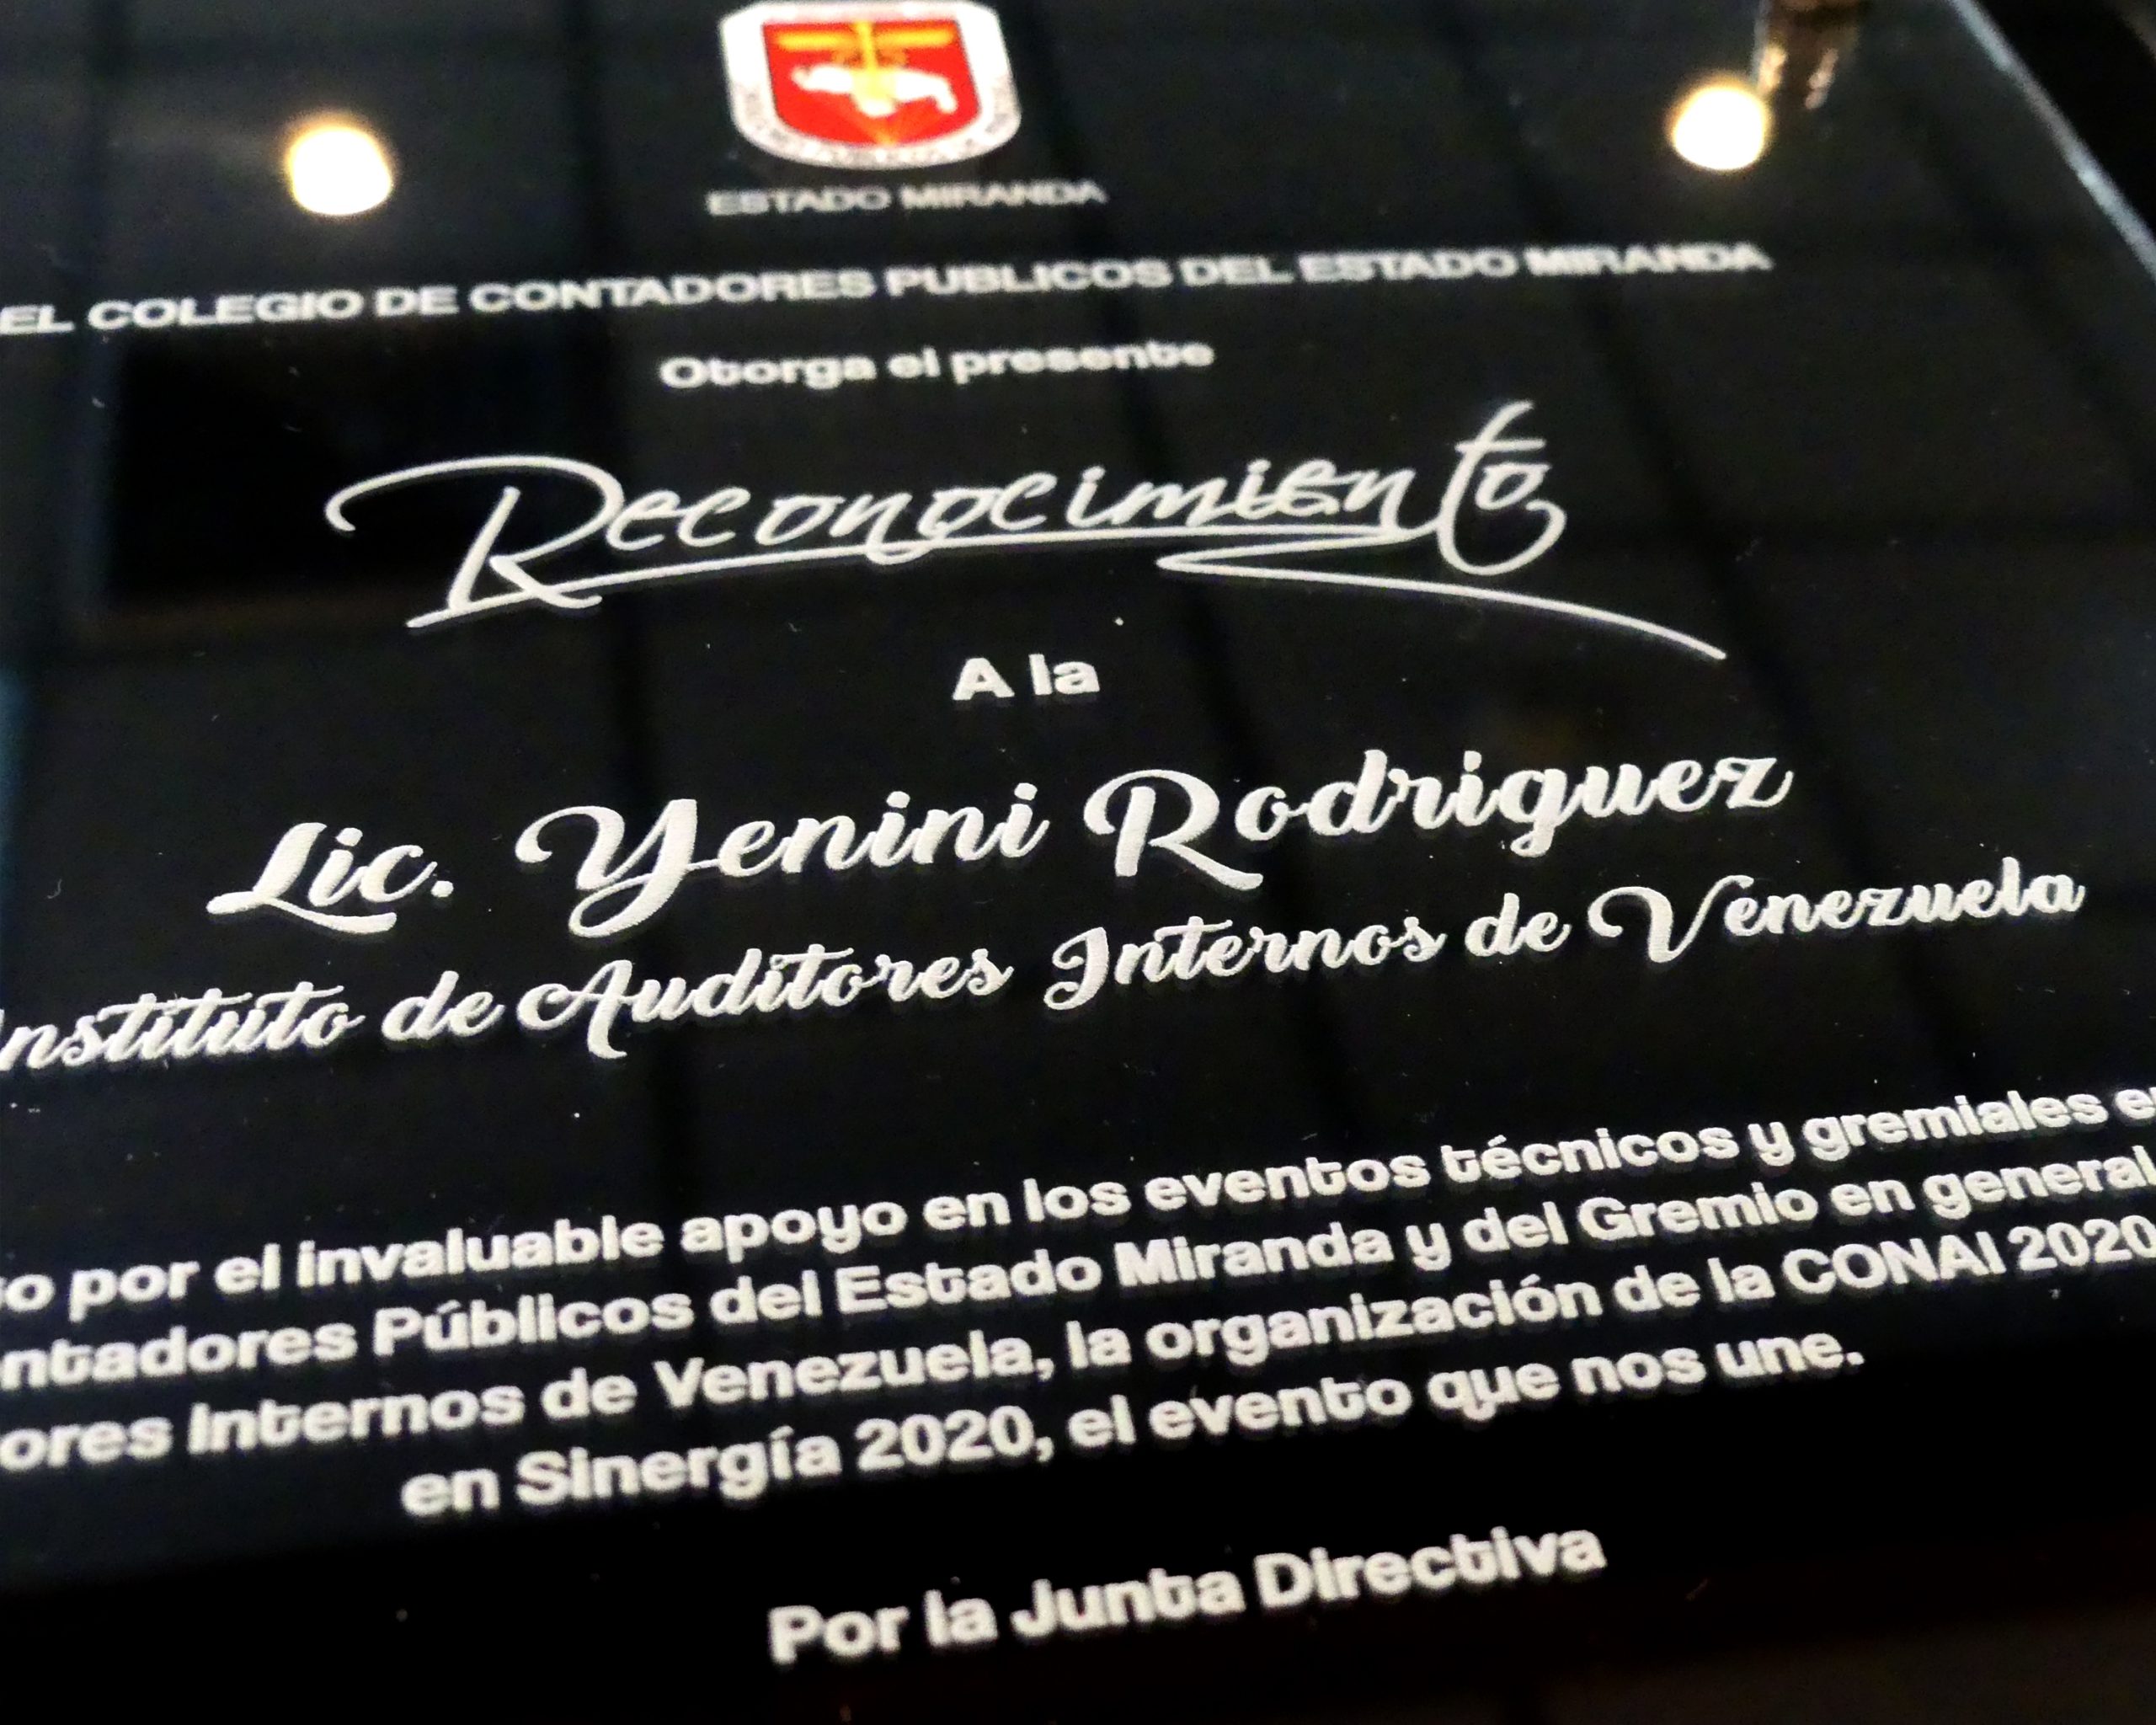 ESTADO MIRANDA
EL COLEGIO DE CONTADORES PUBLICOS DEL ESTADO MIRANDA
Otorga el presente
Reconocimiento
A la
Lic. Yenini Rodriguez
Instituto de Auditores Internos de Venezuela
por el invaluable apoyo en los eventos técnicos y gremiales
ntadores Públicos del Estado Miranda y del Gremio en general
ores Internos de Venezuela, la organización de la CONAI 2020
en Sinergía 2020, el evento que nos une.
Por la Junta Directiva